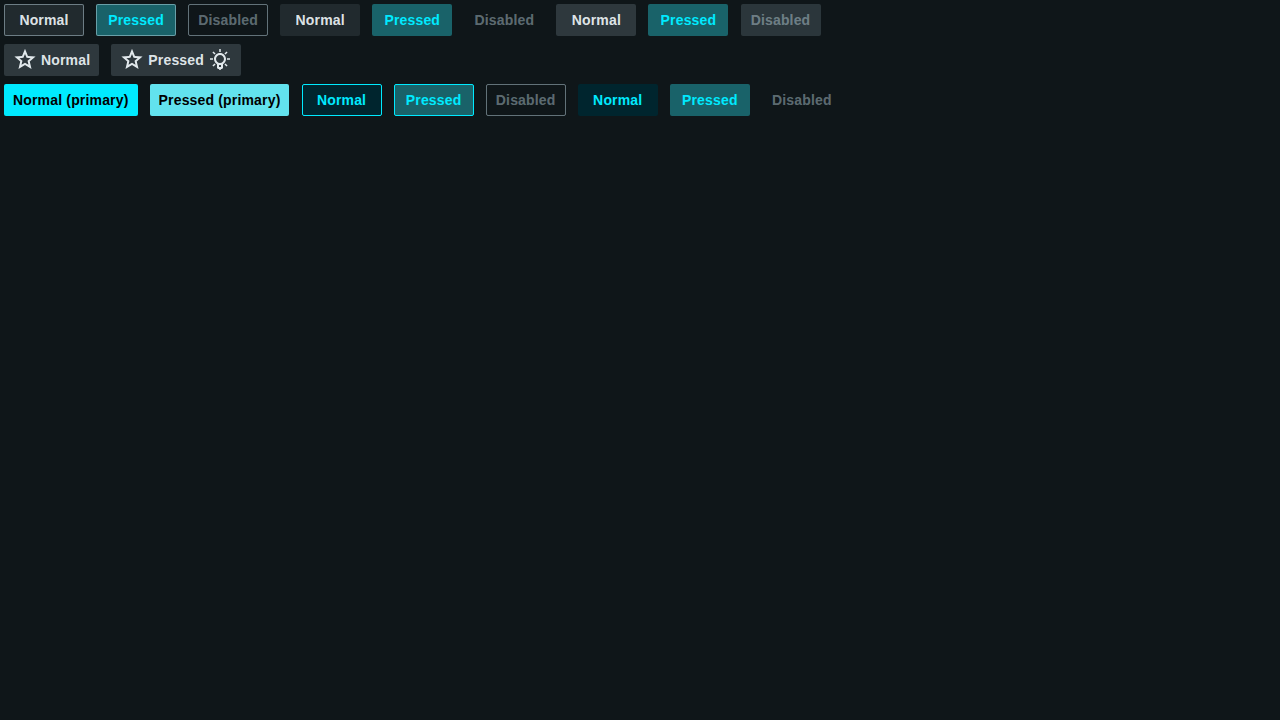 Normal Pressed Disabled Normal Pressed Disabled Normal Pressed Disabled
Normal Pressed
Normal (primary) Pressed (primary) Normal Pressed Disabled Normal Pressed Disabled